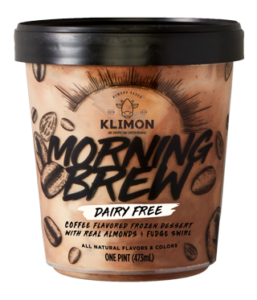 KLIMON
MORNING
BREW
DAIRY FREE
COFFEE FLAVORED FROZEN DESSERT
WITH REAL ALMONDS + FUDGE SWIRL
ALL NATURAL FLAVORS & COLORS
ONE PINT (473mL)